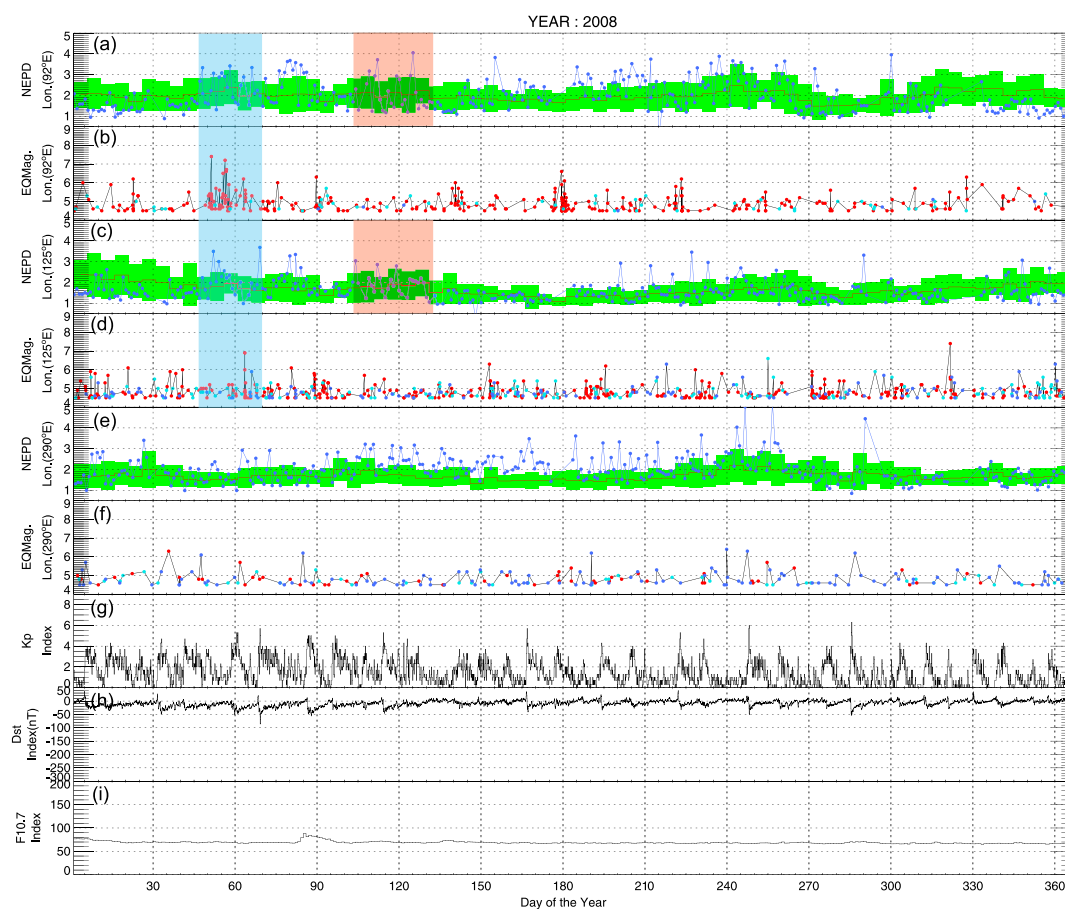 YEAR : 2008
(a)
NEPD
Lon.(92°E)
5
4
3
2
1
(b)
EQMag.
Lon.(92°E)
9
8
7
6
5
4
(c)
NEPD
Lon.(125°E)
5
4
3
2
1
(d)
EQMag.
Lon.(125°E)
9
8
7
6
5
4
(e)
NEPD
Lon.(290°E)
5
4
3
2
1
(f)
EQMag.
Lon.(290°E)
9
8
7
6
5
4
(g)
Kp
Index
8
6
4
2
0
(h)
Dst
Index(nT)
50
0
-50
-100
-150
-200
-250
-300
(i)
F10.7
Index
200
150
100
50
0
30 60 90 120 150 180 210 240 270 300 330 360
Day of the Year